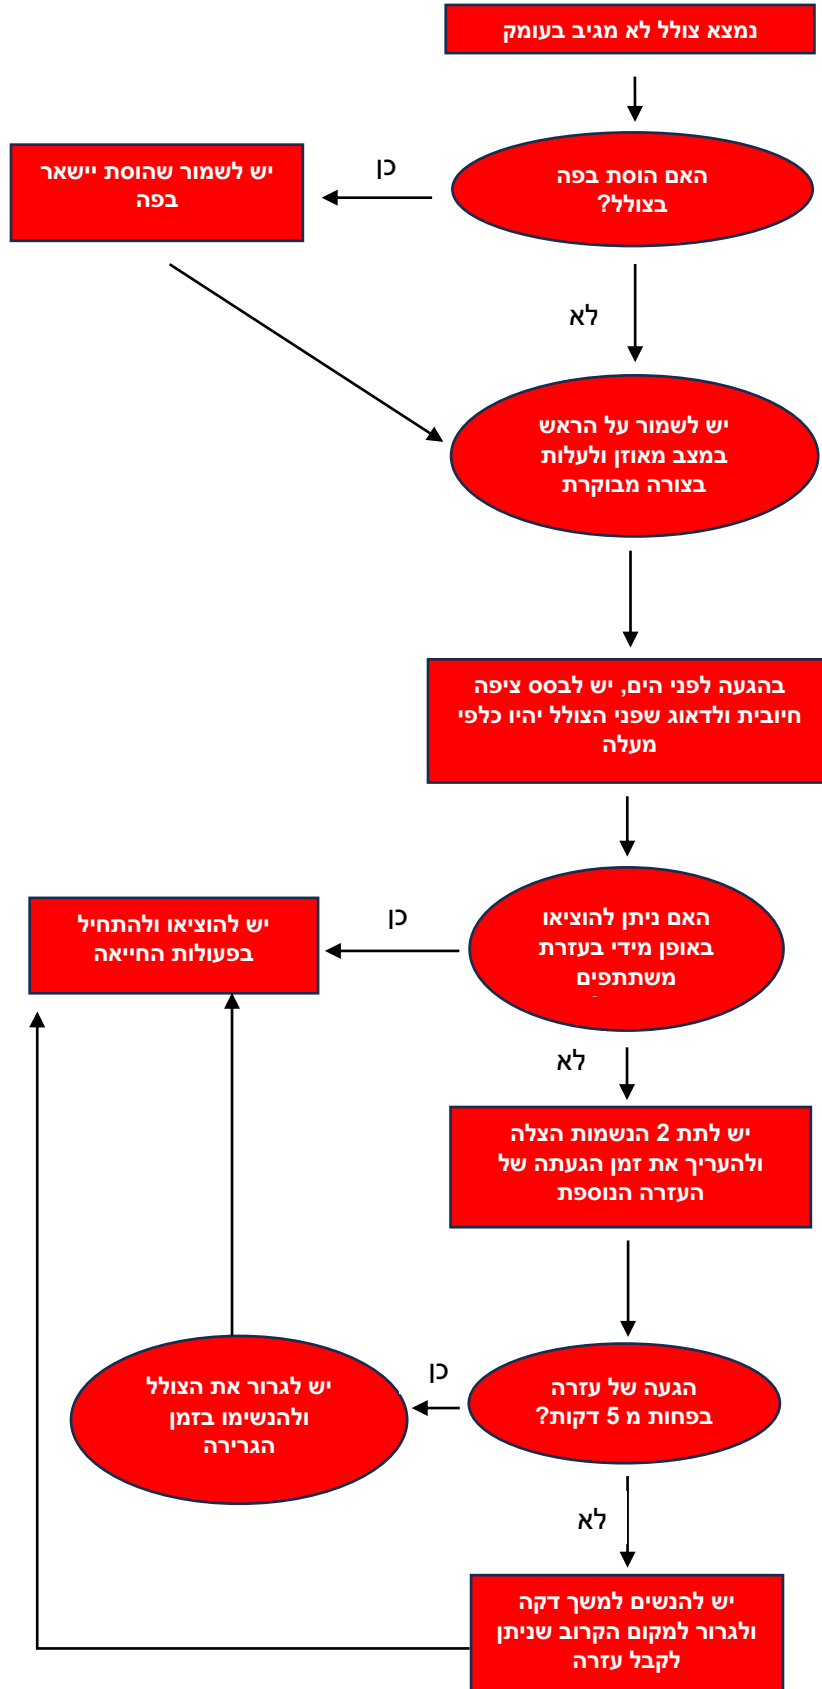 נמצא צולל לא מגיב בעומק
האם הוסת בפה
בצולל?
כן
יש לשמור שהוסת יישאר
בפה
לא
יש לשמור על הראש
במצב מאוזן ולעלות
בצורה מבוקרת
בהגעה לפני הים, יש לבסס ציפה
חיובית ולדאוג שפני הצולל יהיו כלפי
מעלה
האם ניתן להוציאו
באופן מידי בעזרת
משתתפים
כן
יש להוציאו ולהתחיל
בפעולות החייאה
לא
יש לתת 2 הנשמות הצלה
ולהעריך את זמן הגעתה של
העזרה הנוספת
הגעה של עזרה
בפחות מ 5 דקות?
כן
יש לגרור את הצולל
ולהנשימו בזמן
הגרירה
לא
יש להנשים למשך דקה
ולגרור למקום הקרוב שניתן
לקבל עזרה